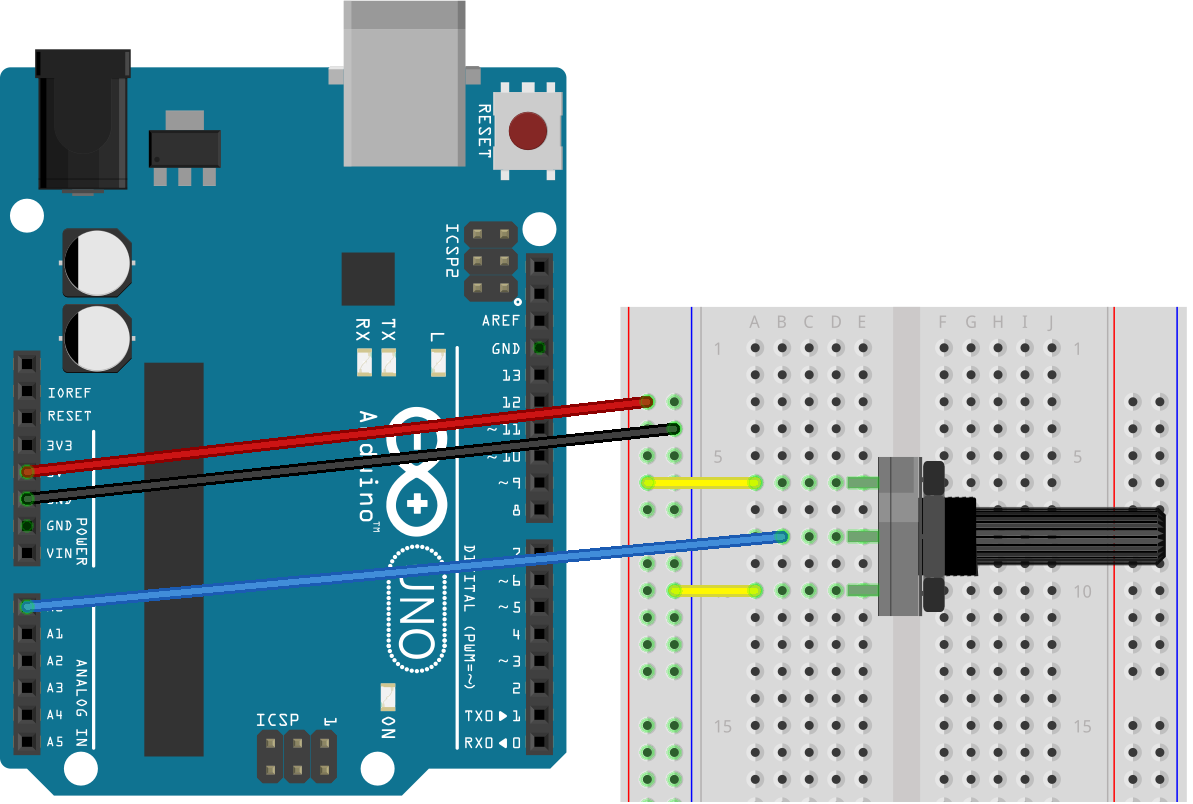 RESET
ICSP2
AREF
GND
RX
TX
L
13
12
~11
~10
~9
8
IOREF
RESET
3V3
5V
GND
GND
VIN
POWER
Arduino™
UNO
7
~6
~5
4
~3
2
TX0▶1
RX0◀0
DIGITAL (PWM=~)
A0
A1
A2
A3
A4
A5
ANALOG IN
ICSP
1
ON
A B C D E F G H I J
1 1
5 5
10 10
15 15